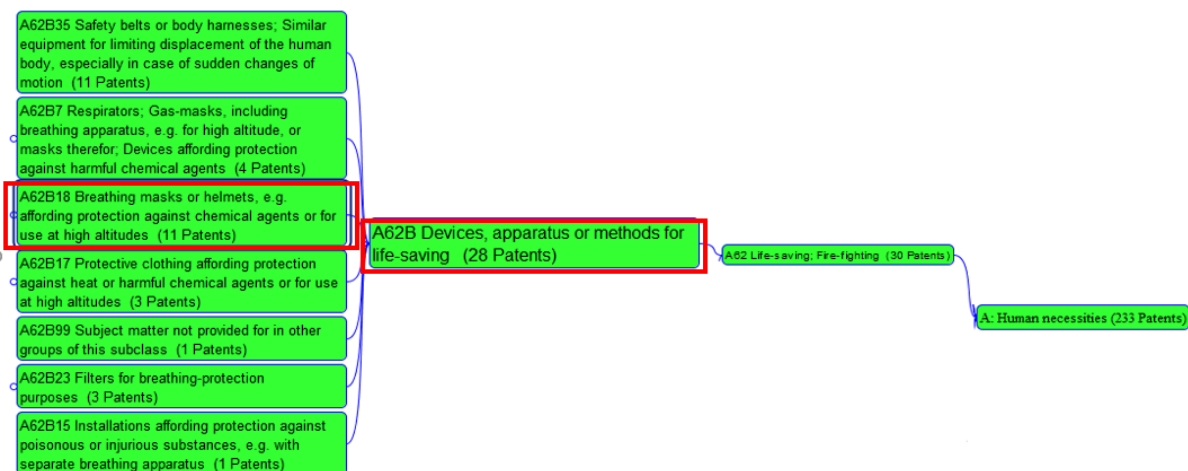 A62B35 Safety belts or body harnesses; Similar
equipment for limiting displacement of the human
body, especially in case of sudden changes of
motion (11 Patents)
A62B7 Respirators; Gas-masks, including
breathing apparatus, e.g. for high altitude, or
masks therefor; Devices affording protection
against harmful chemical agents (4 Patents)
A62B18 Breathing masks or helmets, e.g.
affording protection against chemical agents or for
use at high altitudes (11 Patents)
A62B17 Protective clothing affording protection
against heat or harmful chemical agents or for use
at high altitudes (3 Patents)
A62B99 Subject matter not provided for in other
groups of this subclass (1 Patents)
A62B23 Filters for breathing-protection
purposes (3 Patents)
A62B15 Installations affording protection against
poisonous or injurious substances, e.g. with
separate breathing apparatus (1 Patents)
A62B Devices, apparatus or methods for
life-saving (28 Patents)
A62 Life-saving; Fire-fighting (30 Patents)
A: Human necessities (233 Patents)